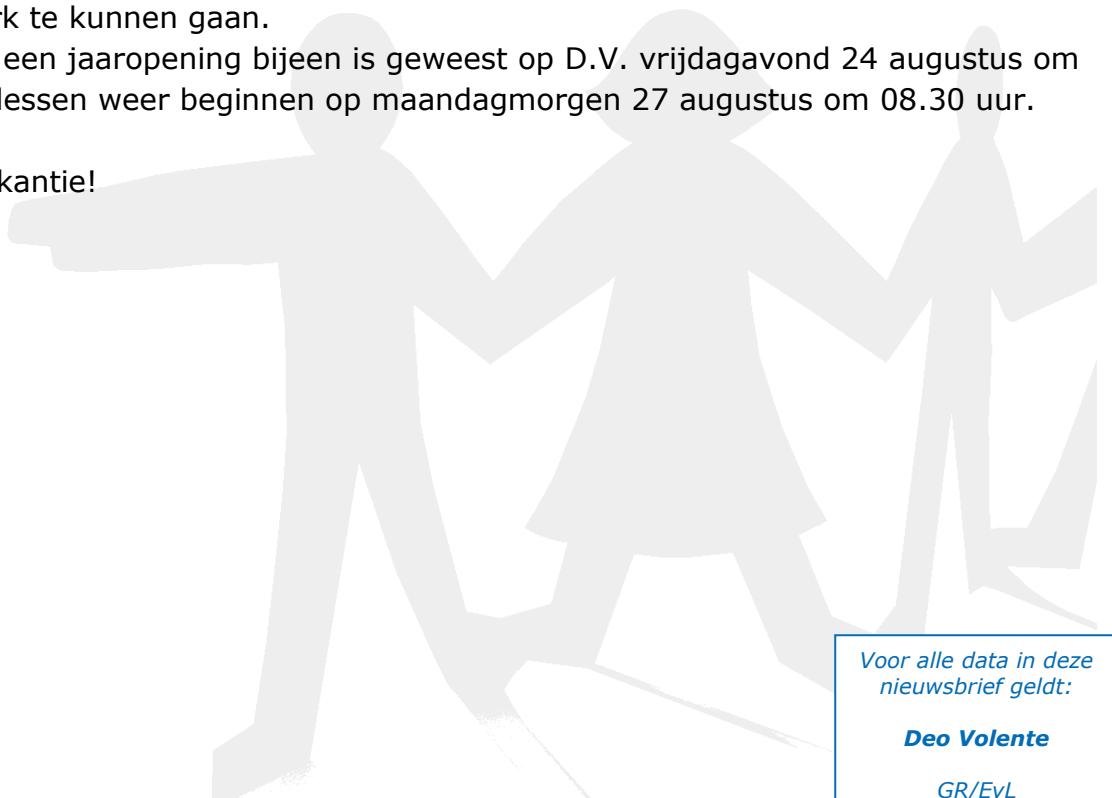 rk te kunnen gaan.
een jaaropening bijeen is geweest op D.V. vrijdagavond 24 augustus om
lessen weer beginnen op maandagmorgen 27 augustus om 08.30 uur.
kantie!
Voor alle data in deze
nieuwsbrief geldt:
Deo Volente
GR/EvL